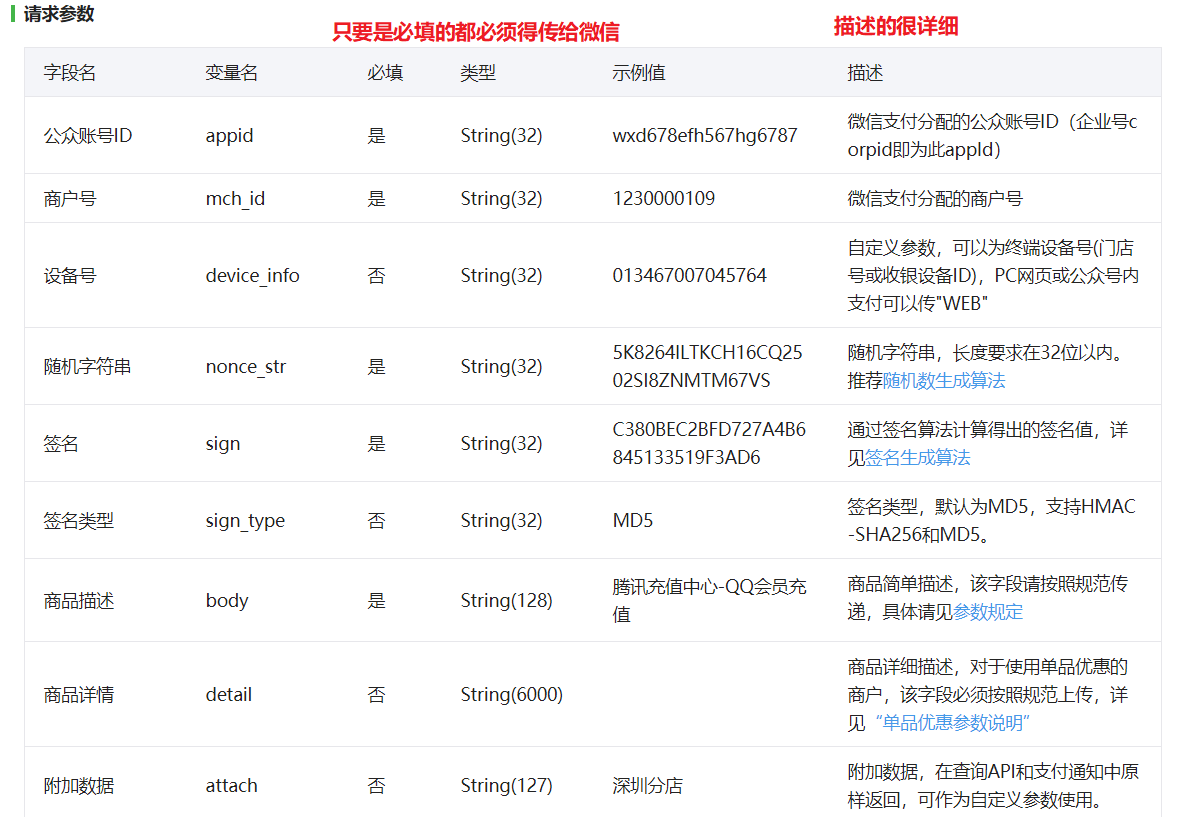 请求参数
只要是必填的都必须得传给微信
描述的很详细
字段名 变量名 必填 类型 示例值 描述
公众账号ID appid 是 String(32) wxd678efh567hg6787 微信支付分配的公众账号ID（企业号c
orpid即为此appId）
商户号 mch_id 是 String(32) 1230000109 微信支付分配的商户号
设备号 device_info 否 String(32) 013467007045764 自定义参数，可以为终端设备号(门店
号或收银设备ID)，PC网页或公众号内
支付可以传"WEB"
随机字符串 nonce_str 是 String(32) 5K8264ILTKCH16CQ25 随机字符串，长度要求在32位以内。
02SI8ZNMTM67VS 推荐随机数生成算法
签名 sign 是 String(32) C380BEC2BFD727A4B6 通过签名算法计算得出的签名值，详
845133519F3AD6 见签名生成算法
签名类型 sign_type 否 String(32) MD5 签名类型，默认为MD5，支持HMAC
-SHA256和MD5。
商品描述 body 是 String(128) 腾讯充值中心-QQ会员充 商品简单描述，该字段请按照规范传
值 递，具体请见参数规定
商品详情 detail 否 String(6000) 商品详细描述，对于使用单品优惠的
商户，该字段必须按照规范上传，详
见“单品优惠参数说明”
附加数据 attach 否 String(127) 深圳分店 附加数据，在查询API和支付通知中原
样返回，可作为自定义参数使用。